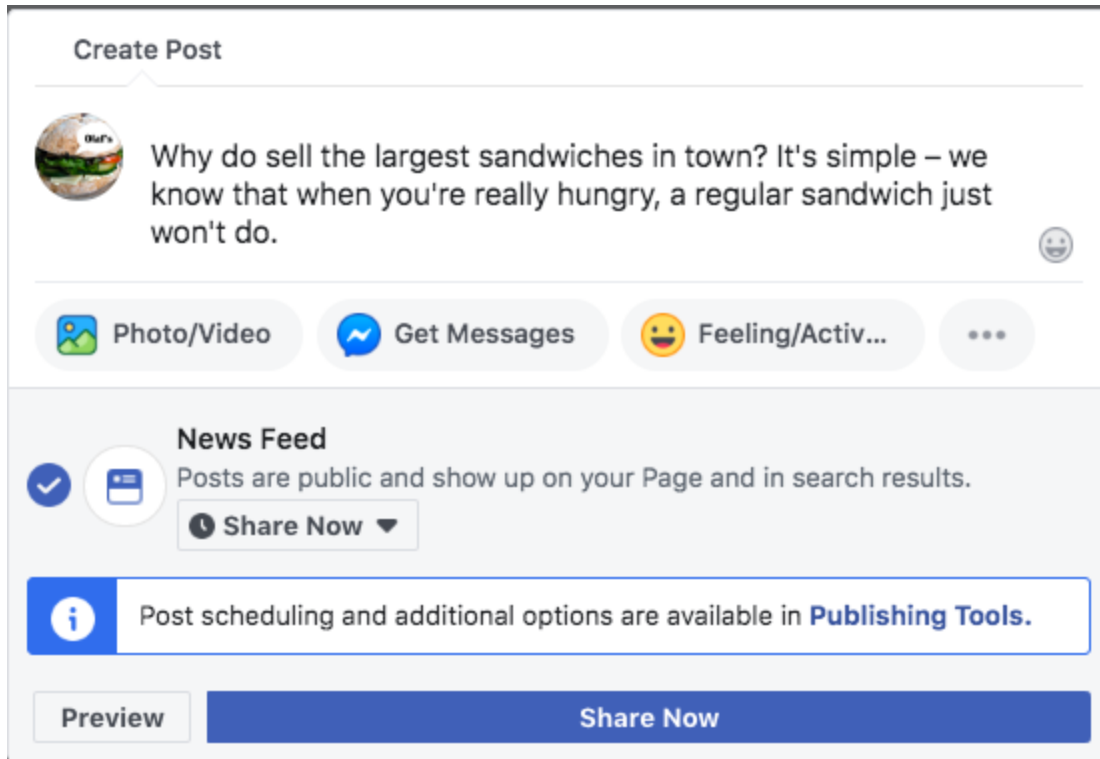 Create Post
Olaf's
Why do sell the largest sandwiches in town? It's simple – we
know that when you're really hungry, a regular sandwich just
won't do.
Photo/Video
Get Messages
Feeling/Activ...
News Feed
Posts are public and show up on your Page and in search results.
Share Now
Post scheduling and additional options are available in Publishing Tools.
Preview
Share Now